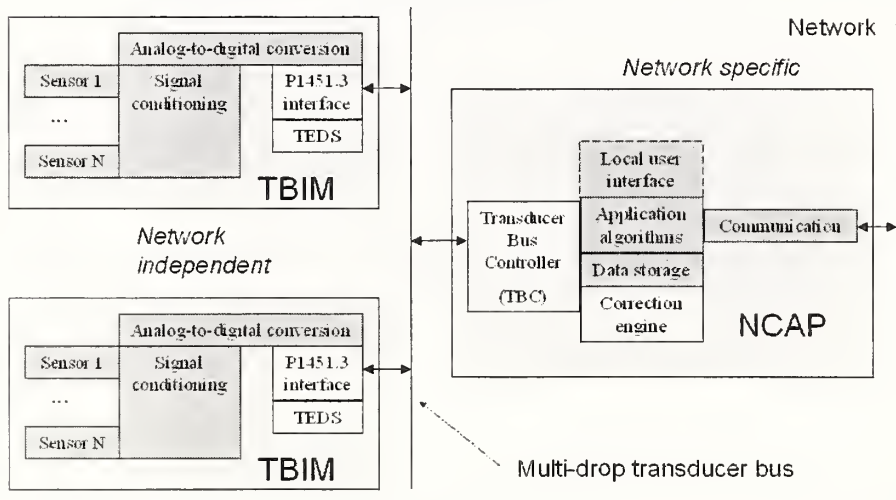 Analog-to-digital conversion
Sensor 1
...
Sensor N
Signal
conditioning
P1451.3
interface
TEDS
TBIM
Network
independent
Analog-to-digital conversion
Sensor 1
...
Sensor N
Signal
conditioning
P1451.3
interface
TEDS
TBIM
Network
Network specific
Transducer
Bus
Controller
(TBC)
Local user
interface
Application
algorithms
Data storage
Correction
engine
Communication
NCAP
Multi-drop transducer bus